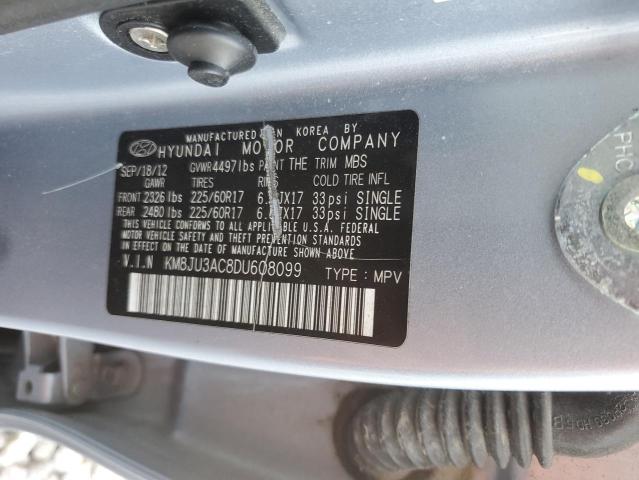 MANUFACTURED IN KOREA BY
HYUNDAI MOTOR COMPANY
SEP/18/12 GVWR 4497lbs PAINT THE TRIM MBS
GAWR TIRES RIMS COLD TIRE INFL
FRONT 2326 lbs 225/60R17 33psi SINGLE
REAR 2480 lbs 225/60R17 33psi SINGLE
THIS VEHICLE CONFORMS TO ALL APPLICABLE U.S.A. FEDERAL
MOTOR VEHICLE SAFETY AND THEFT PREVENTION STANDARDS
IN EFFECT ON THE DATE OF MANUFACTURE SHOWN ABOVE
V.I.N KM8JU3AC8DU608099 TYPE : MPV
PHC